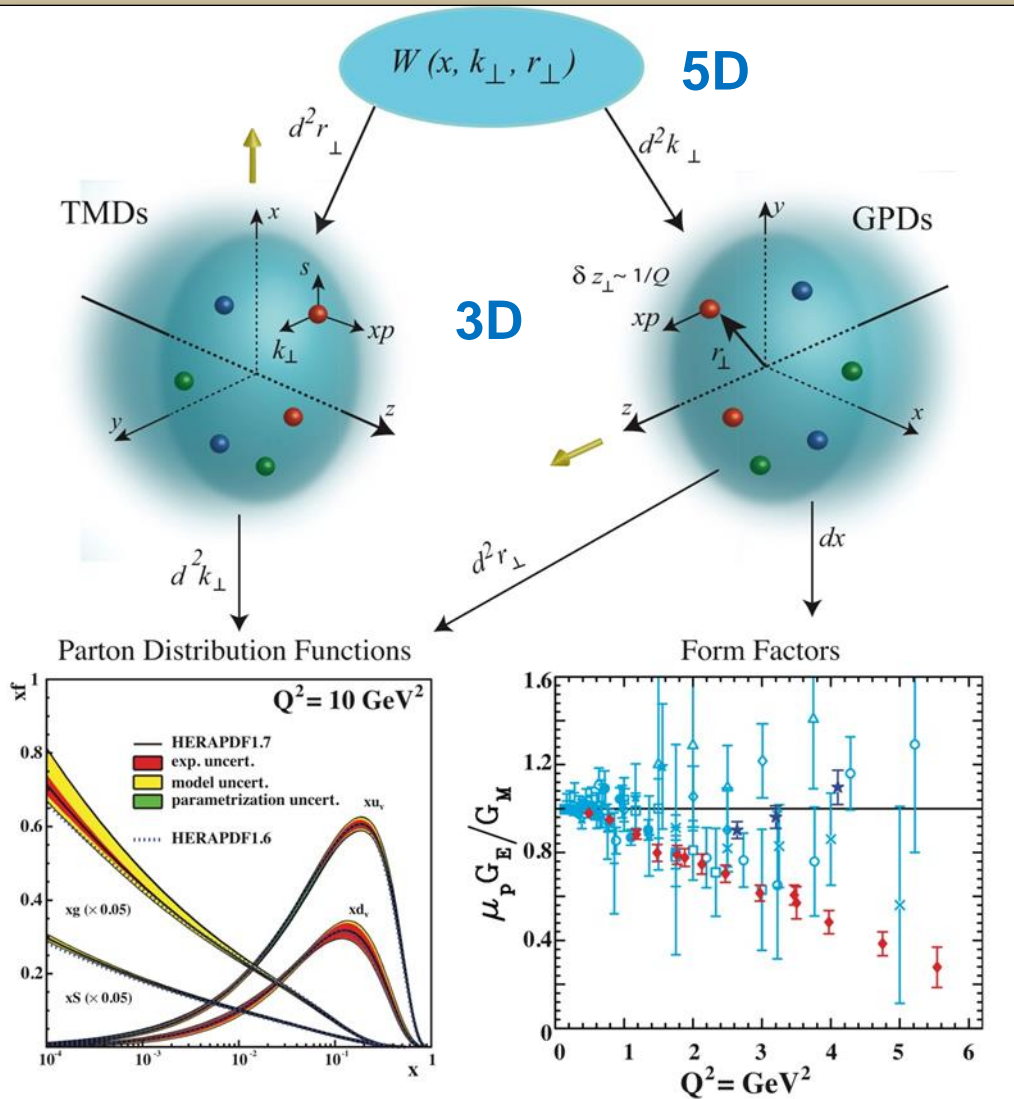 W (x, k⊥, r⊥)
5D
d²r⊥
d²k⊥
TMDs
GPDs
x
y
s
δ z⊥ ~ 1/Q
3D
xp
xp
k⊥
r⊥
y
z
z
x
d²k⊥
d²r⊥
dx
Parton Distribution Functions
Form Factors
xf
1
Q² = 10 GeV²
HERAPDF1.7
exp. uncert.
model uncert.
parametrization uncert.
HERAPDF1.6
0.8
0.6
0.4
0.2
xuᵥ
xdᵥ
xg (× 0.05)
xS (× 0.05)
10⁻⁴
10⁻³
10⁻²
10⁻¹
1
x
μₚ G_E/G_M
1.6
1.2
0.8
0.4
0
0 1 2 3 4 5 6
Q² = GeV²